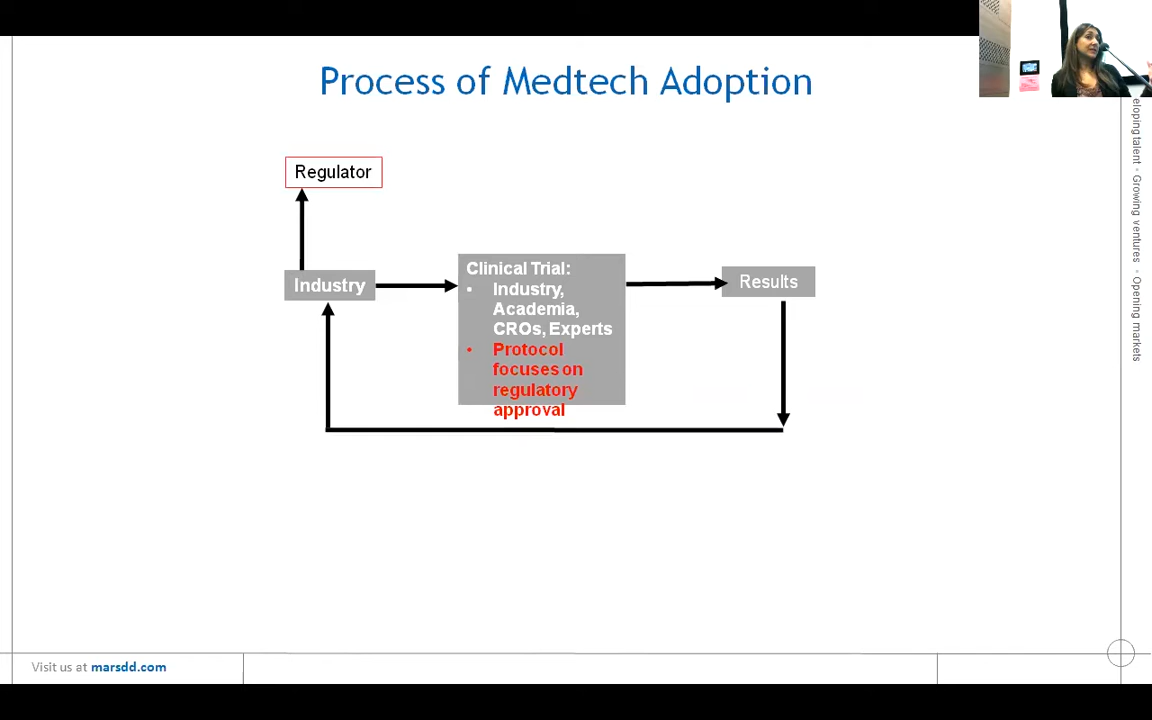 Process of Medtech Adoption
Regulator
Industry
Clinical Trial:
• Industry,
Academia,
CROs, Experts
• Protocol
focuses on
regulatory
approval
Results
talent • Growing ventures • Opening markets
Visit us at marsdd.com